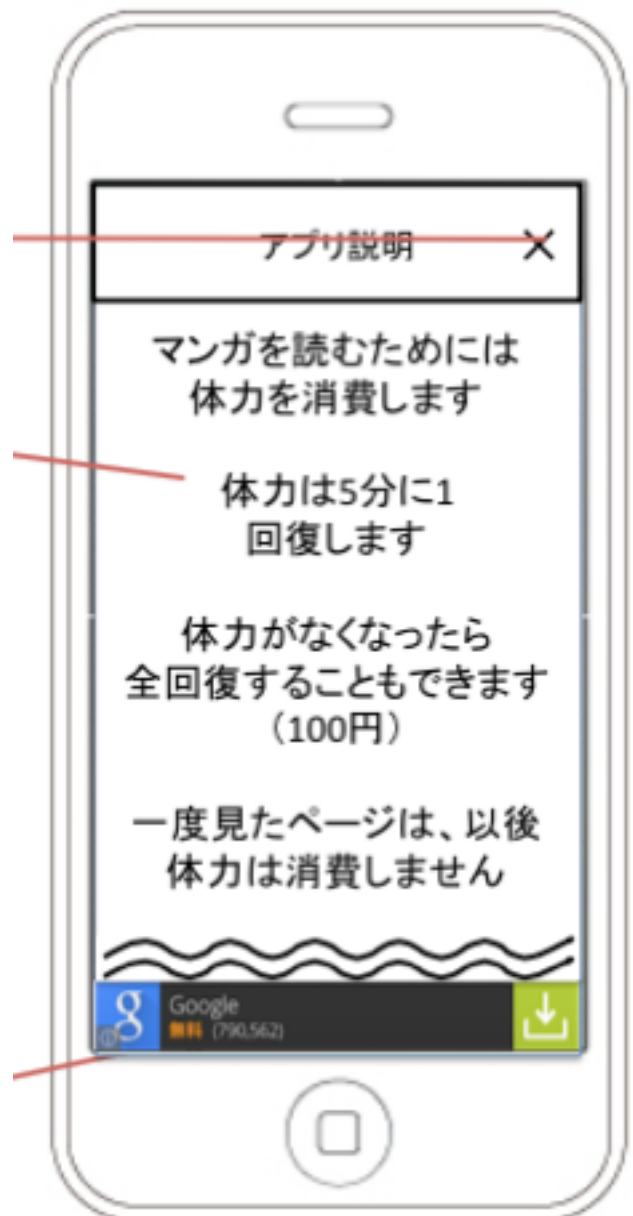 アプリ説明 ×
マンガを読むためには
体力を消費します
体力は5分に1
回復します
体力がなくなったら
全回復することもできます
（100円）
一度見たページは、以後
体力は消費しません
g
Google
無料 (790,562)